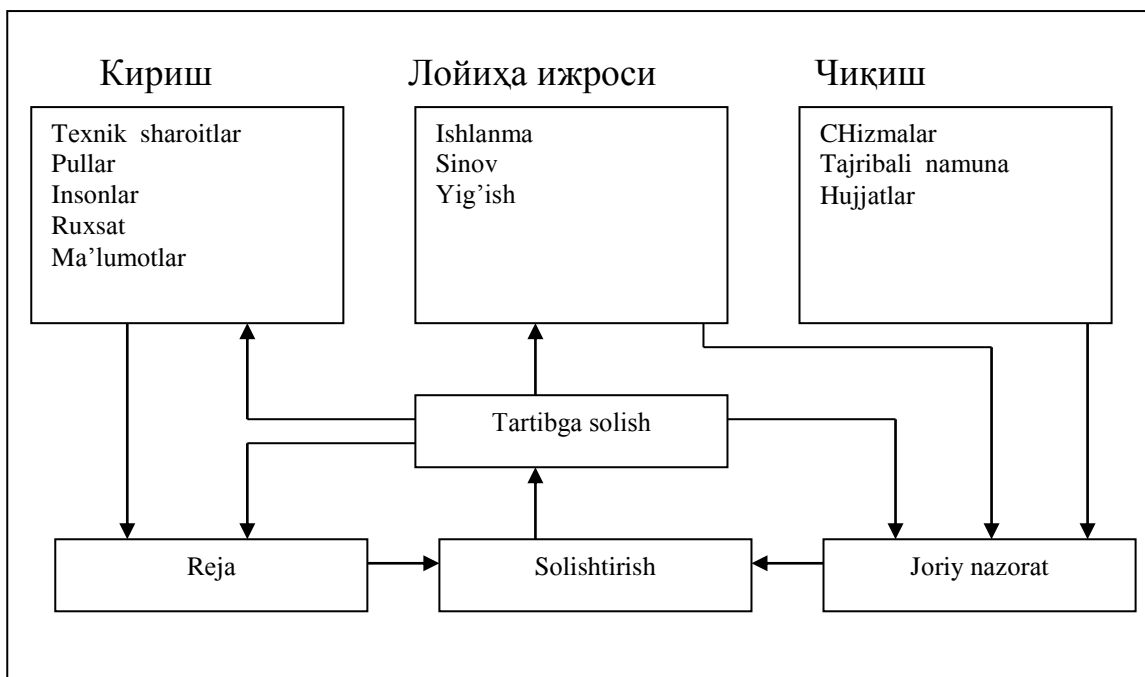 Кириш
Лойиҳа ижроси
Чиқиш
Texnik sharoitlar
Pullar
Insonlar
Ruxsat
Ma’lumotlar
Ishlanma
Sinov
Yig’ish
CHizmalar
Tajribali namuna
Hujjatlar
Tartibga solish
Reja
Solishtirish
Joriy nazorat